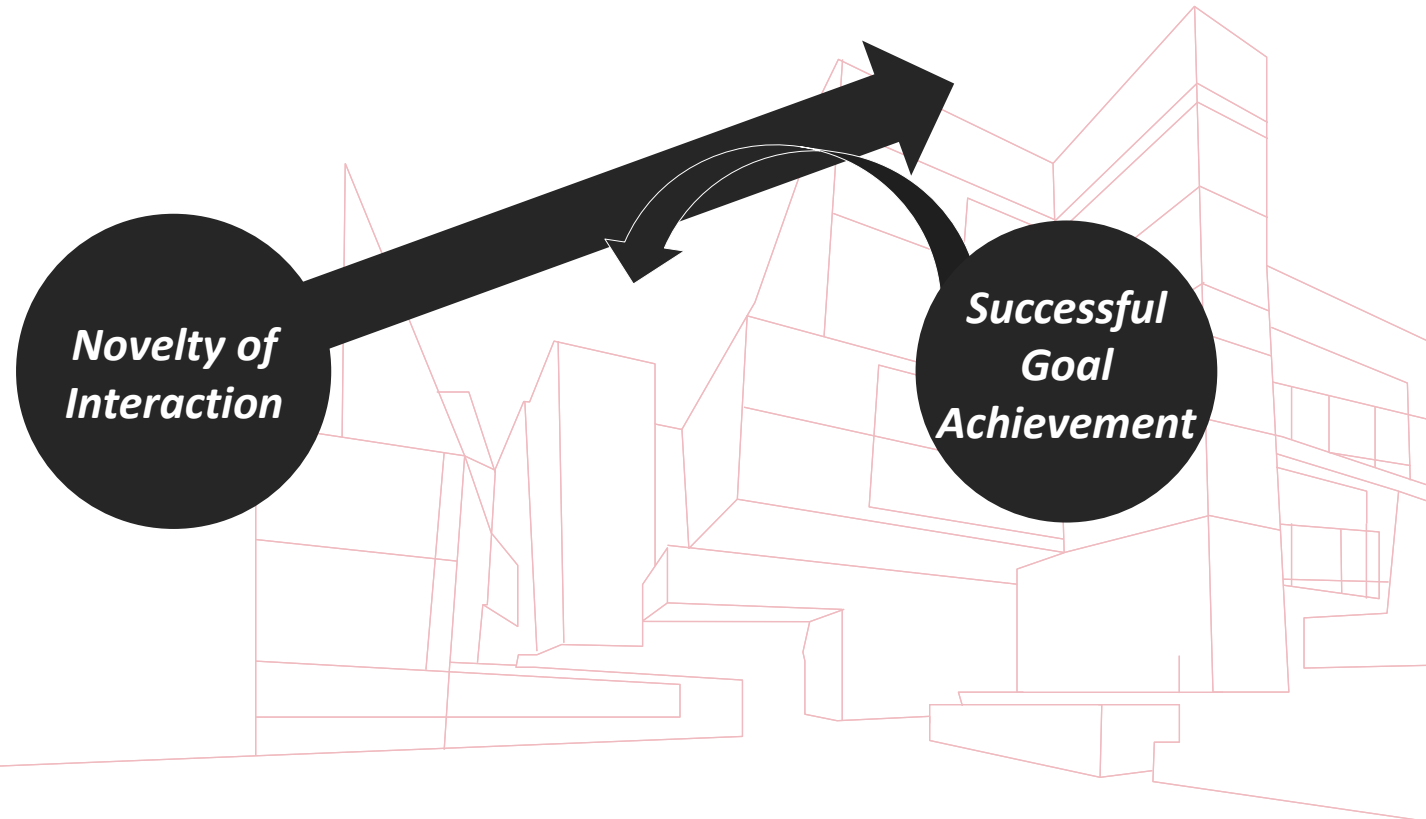 Novelty of
Interaction
Successful
Goal
Achievement